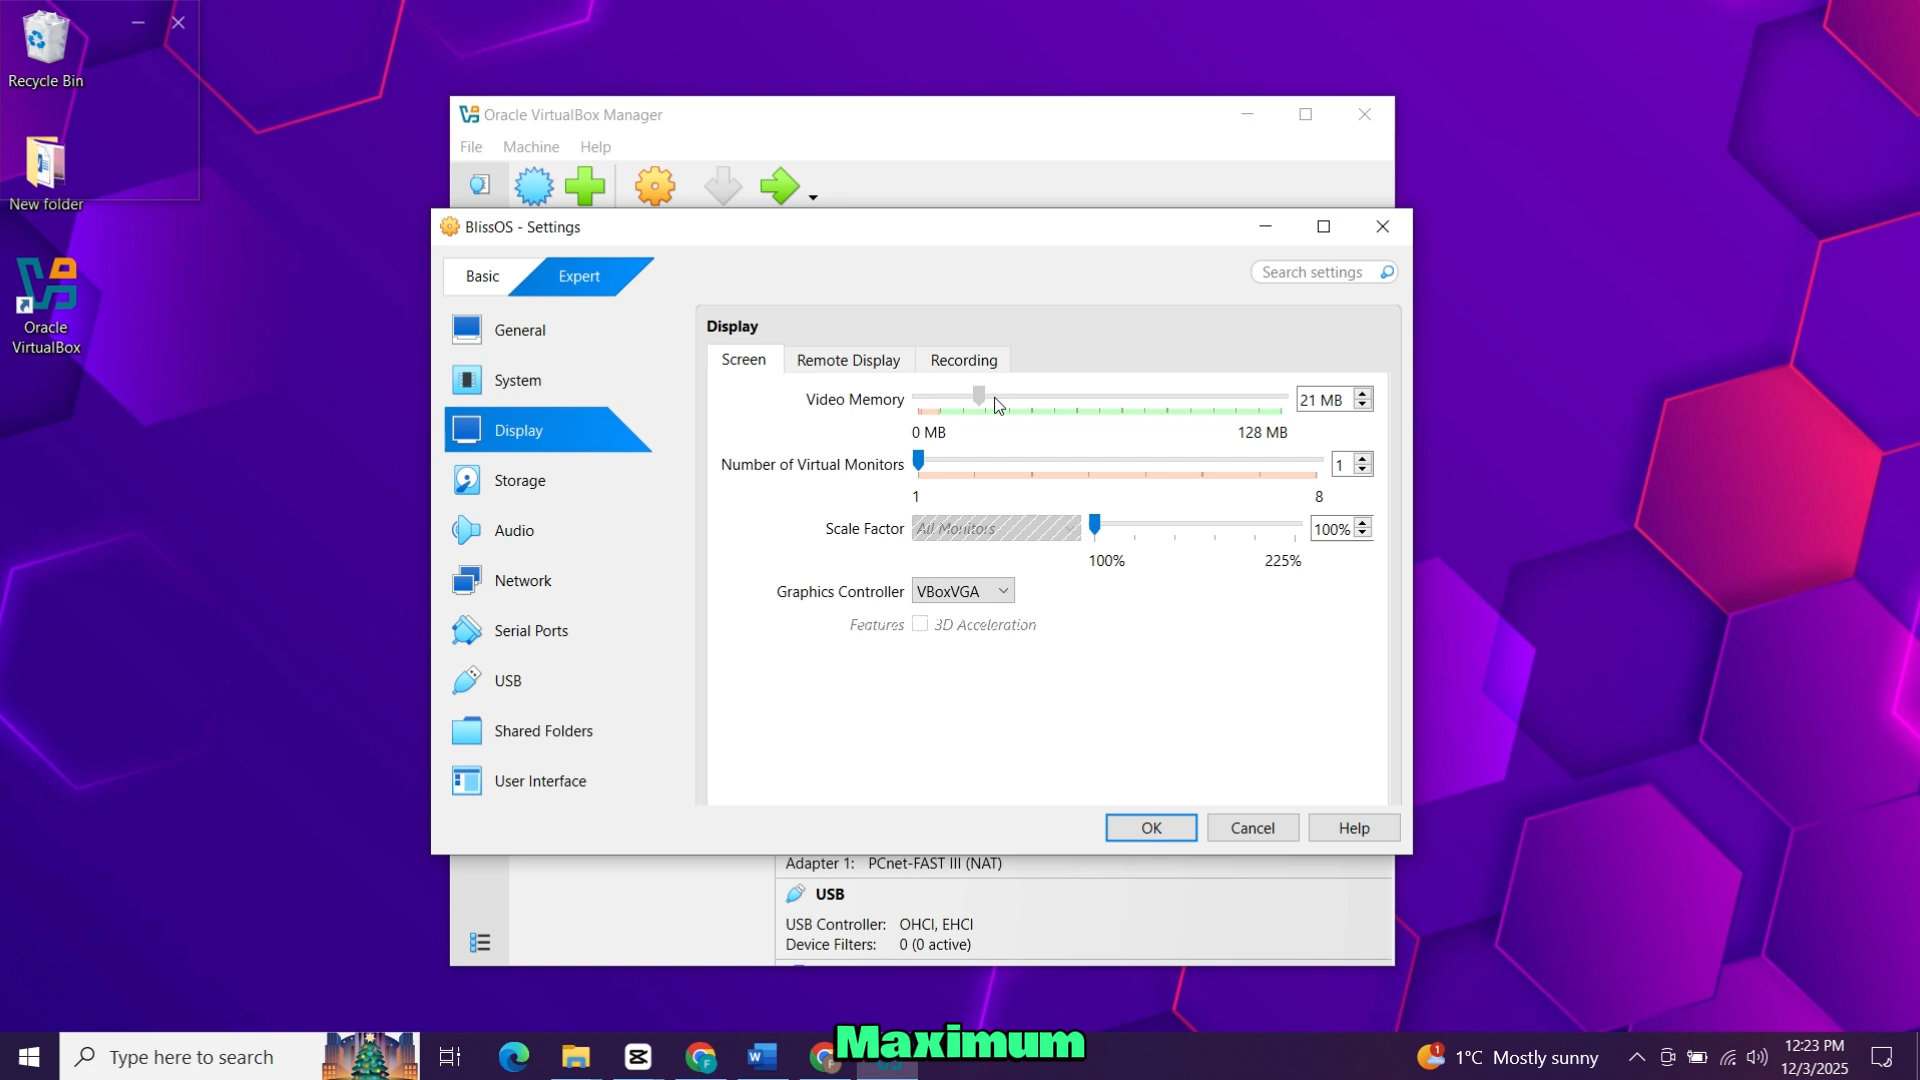 Recycle Bin
New folder
Oracle
VirtualBox
Oracle VirtualBox Manager
File Machine Help
BlissOS - Settings
Basic Expert
Search settings
General
System
Display
Storage
Audio
Network
Serial Ports
USB
Shared Folders
User Interface
Display
Screen Remote Display Recording
Video Memory 21 MB
0 MB 128 MB
Number of Virtual Monitors 1
1 8
Scale Factor All Monitors 100%
100% 225%
Graphics Controller VBoxVGA
Features 3D Acceleration
OK Cancel Help
Adapter 1: PCnet-FAST III (NAT)
USB
USB Controller: OHCI, EHCI
Device Filters: 0 (0 active)
Maximum
Type here to search
1
1°C Mostly sunny
12:23 PM
12/3/2025